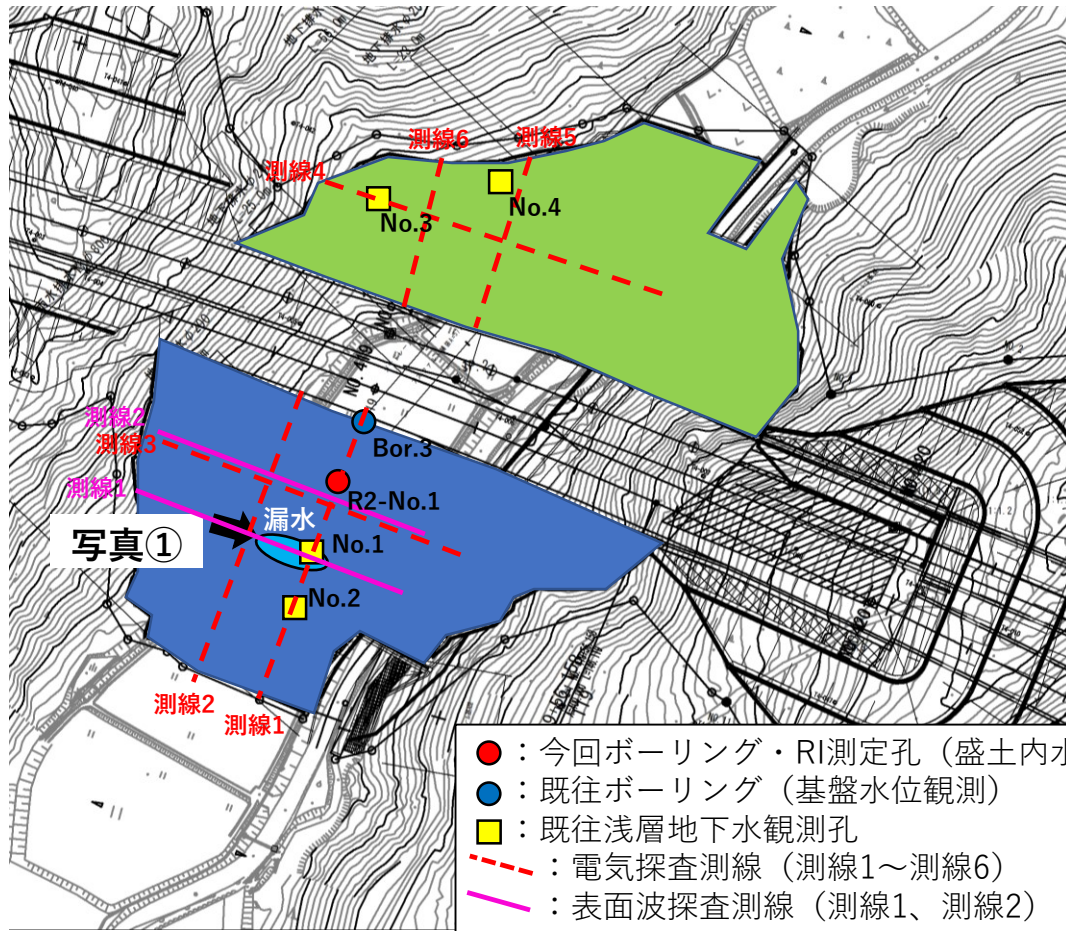 測線6
測線5
測線4
No.3
No.4
測線2
測線3
Bor.3
測線1
R2-No.1
漏水
写真①
No.1
No.2
測線2
測線1
：今回ボーリング・RI測定孔（盛土内水
：既往ボーリング（基盤水位観測）
：既往浅層地下水観測孔
：電気探査測線（測線1～測線6）
：表面波探査測線（測線1、測線2）